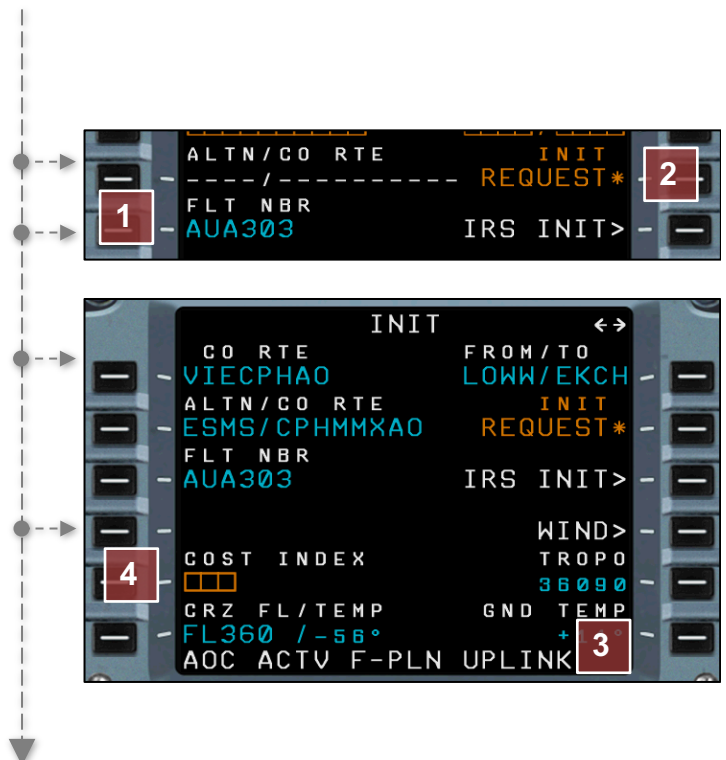 ALTN/CO RTE INIT
----/---------- REQUEST*
FLT NBR
AUA303 IRS INIT>
1
2
INIT ←→
CO RTE FROM/TO
VIECPHAO LOWW/EKCH
ALTN/CO RTE INIT
ESMS/CPHMMXAO REQUEST*
FLT NBR
AUA303 IRS INIT>
WIND>
COST INDEX TROPO
36090
CRZ FL/TEMP GND TEMP
FL360 /-56°
AOC ACTV F-PLN UPLINK
4
3